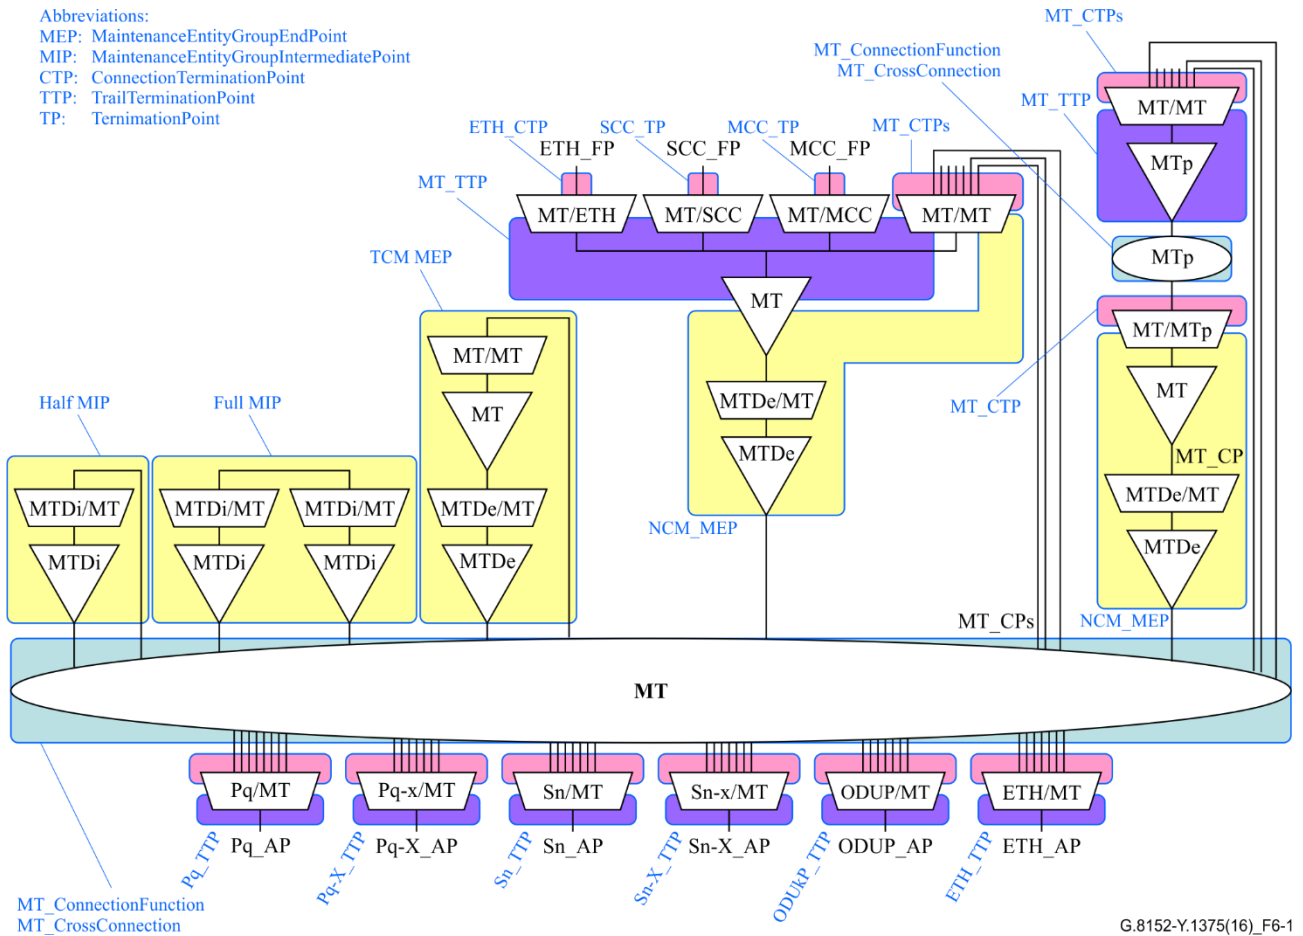 Abbreviations:
MEP: MaintenanceEntityGroupEndPoint
MIP: MaintenanceEntityGroupIntermediatePoint
CTP: ConnectionTerminationPoint
TTP: TrailTerminationPoint
TP: TernimationPoint
MT_CTPs
MT_ConnectionFunction
MT_CrossConnection
MT_TTP
MT/MT
MTp
MTp
MT/MTp
MT
MT_CP
MTDe/MT
MTDe
NCM_MEP
MT_CTP
ETH_CTP
SCC_TP
MCC_TP
MT_CTPs
ETH_FP
SCC_FP
MCC_FP
MT_TTP
MT/ETH
MT/SCC
MT/MCC
MT/MT
MT
MTDe/MT
MTDe
NCM_MEP
TCM MEP
MT/MT
MT
MTDe/MT
MTDe
Half MIP
Full MIP
MTDi/MT
MTDi/MT
MTDi/MT
MTDi
MTDi
MTDi
MT_CPs
MT
Pq/MT
Pq-x/MT
Sn/MT
Sn-x/MT
ODUP/MT
ETH/MT
Pq_TTP
Pq_AP
Pq-X_TTP
Pq-X_AP
Sn_TTP
Sn_AP
Sn-X_TTP
Sn-X_AP
ODUkP_TTP
ODUP_AP
ETH_TTP
ETH_AP
MT_ConnectionFunction
MT_CrossConnection
G.8152-Y.1375(16)_F6-1